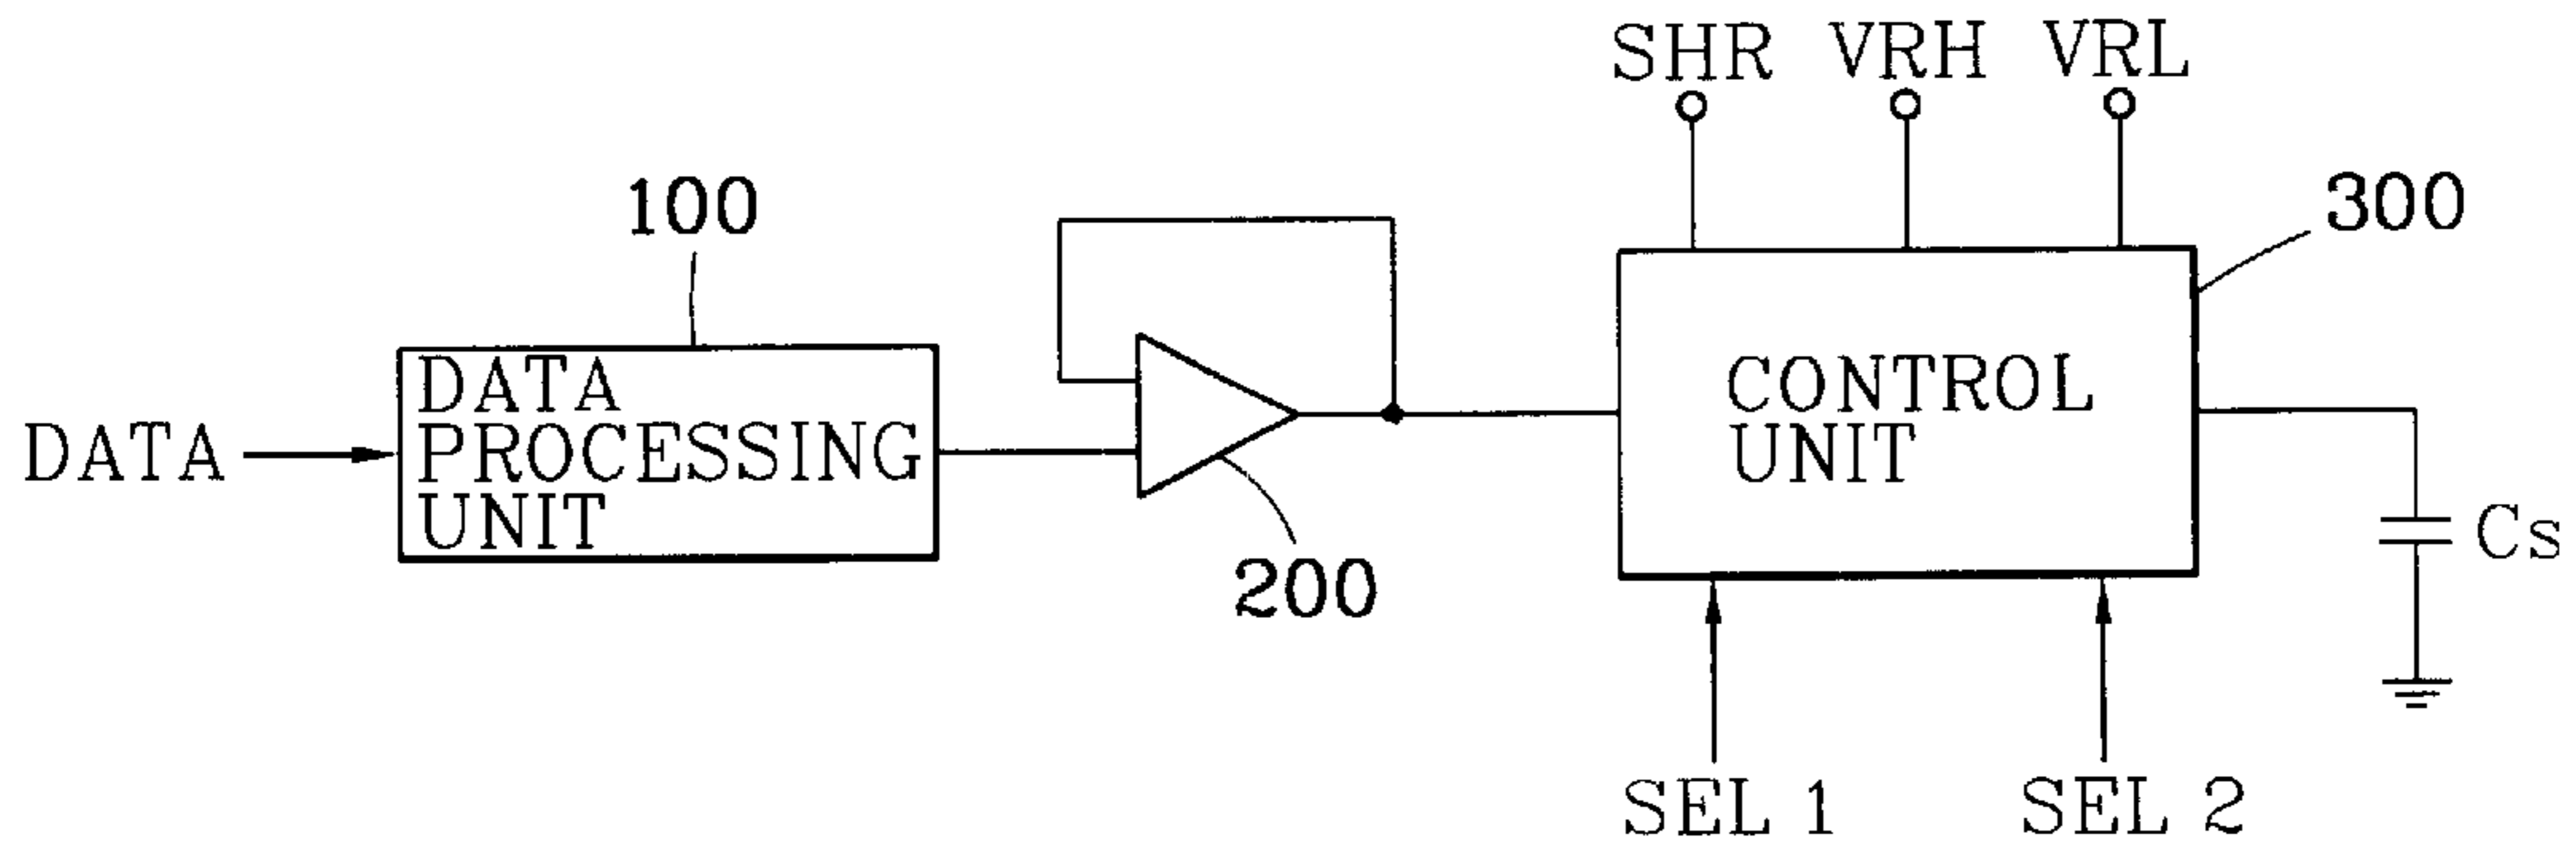 SHR VRH VRL
100
300
DATA
DATA
PROCESSING
UNIT
CONTROL
UNIT
200
Cs
SEL 1
SEL 2